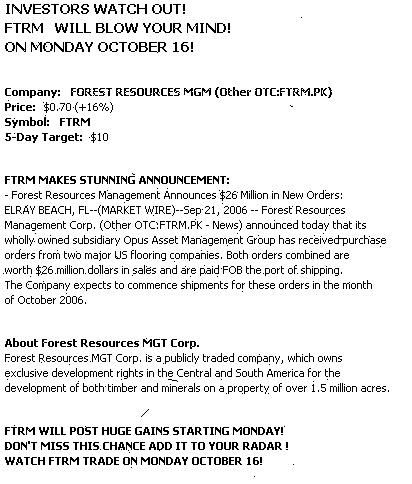 INVESTORS WATCH OUT!
FTRM WILL BLOW YOUR MIND!
ON MONDAY OCTOBER 16!
Company: FOREST RESOURCES MGM (Other OTC:FTRM.PK)
Price: $0.70 (+16%)
Symbol: FTRM
5-Day Target: $10
FTRM MAKES STUNNING ANNOUNCEMENT:
- Forest Resources Management Announces $26 Million in New Orders:
ELRAY BEACH, FL--(MARKET WIRE)--Sep 21, 2006 -- Forest Resources
Management Corp. (Other OTC:FTRM.PK - News) announced today that its
wholly owned subsidiary Opus Asset Management Group has received purchase
orders from two major US flooring companies. Both orders combined are
worth $26 million dollars in sales and are paid FOB the port of shipping.
The Company expects to commence shipments for these orders in the month
of October 2006.
About Forest Resources MGT Corp.
Forest Resources MGT Corp. is a publicly traded company, which owns
exclusive development rights in the Central and South America for the
development of both timber and minerals on a property of over 1.5 million acres.
FTRM WILL POST HUGE GAINS STARTING MONDAY!
DON'T MISS THIS CHANCE ADD IT TO YOUR RADAR !
WATCH FTRM TRADE ON MONDAY OCTOBER 16!